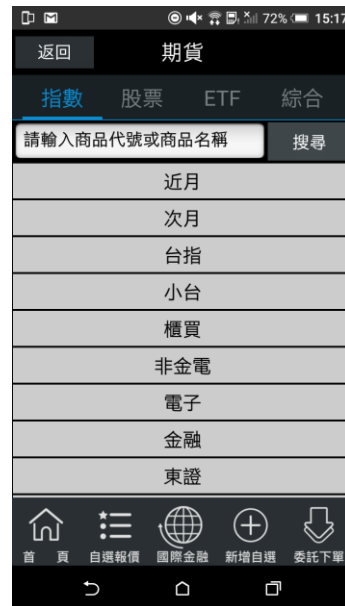 72% 15:17
返回 期貨
指數 股票 ETF 綜合
請輸入商品代號或商品名稱 搜尋
近月
次月
台指
小台
櫃買
非金電
電子
金融
東證
首 頁 自選報價 國際金融 新增自選 委託下單